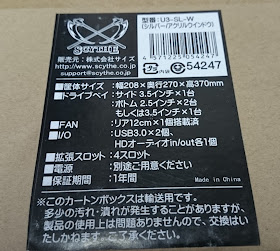 SCYTHE
販売元：株式会社サイズ
http://www.scythe.co.jp
support@scythe.co.jp
型番：U3-SL-W
(シルバー/アクリルウインドウ)
4571225054247
54247
■筐体サイズ：幅208×奥行270×高370mm
■ドライブベイ：サイド 3.5インチ×1台
ボトム 2.5インチ×2台
もしくは3.5インチ×1台
■FAN：リア12cm×1個搭載済
■I/O：USB3.0×2個、
HDオーディオin/out各1個
■拡張スロット：4スロット
■電源：別途ご用意ください
■保証期間：1年間
Made in China
※このカートンボックスは輸送用です。
多少の汚れ・潰れが発生することがありますが、
製品の使用上は問題ありませんので、交換はい
たしかねます。ご了承ください。